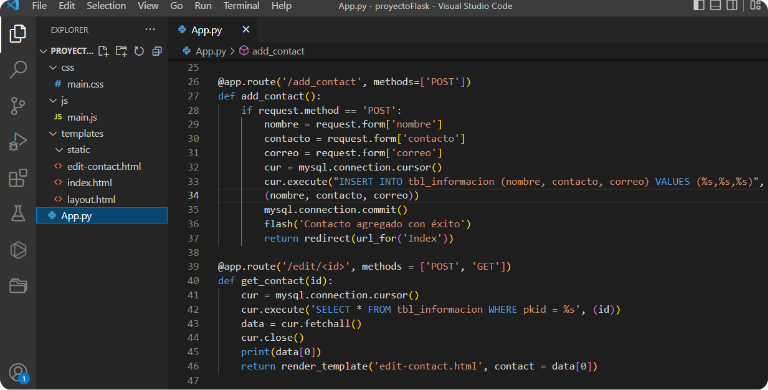 File Edit Selection View Go Run Terminal Help App.py - proyectoFlask - Visual Studio Code
EXPLORER ···
PROYECT...
css
# main.css
js
JS main.js
templates
static
<> edit-contact.html
<> index.html
<> layout.html
App.py
1
App.py ×
App.py > add_contact
25
26 @app.route('/add_contact', methods=['POST'])
27 def add_contact():
28 if request.method == 'POST':
29 nombre = request.form['nombre']
30 contacto = request.form['contacto']
31 correo = request.form['correo']
32 cur = mysql.connection.cursor()
33 cur.execute("INSERT INTO tbl_informacion (nombre, contacto, correo) VALUES (%s,%s,%s)",
34 (nombre, contacto, correo))
35 mysql.connection.commit()
36 flash('Contacto agregado con éxito')
37 return redirect(url_for('Index'))
38
39 @app.route('/edit/<id>', methods = ['POST', 'GET'])
40 def get_contact(id):
41 cur = mysql.connection.cursor()
42 cur.execute('SELECT * FROM tbl_informacion WHERE pkid = %s', (id))
43 data = cur.fetchall()
44 cur.close()
45 print(data[0])
46 return render_template('edit-contact.html', contact = data[0])
47